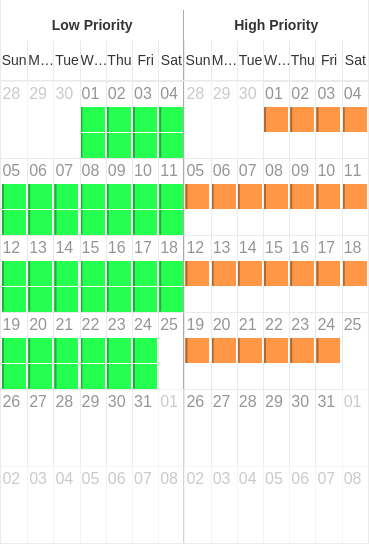 Low Priority High Priority
Sun M... Tue W... Thu Fri Sat Sun M... Tue W... Thu Fri Sat
28 29 30 01 02 03 04 28 29 30 01 02 03 04
05 06 07 08 09 10 11 05 06 07 08 09 10 11
12 13 14 15 16 17 18 12 13 14 15 16 17 18
19 20 21 22 23 24 25 19 20 21 22 23 24 25
26 27 28 29 30 31 01 26 27 28 29 30 31 01
02 03 04 05 06 07 08 02 03 04 05 06 07 08